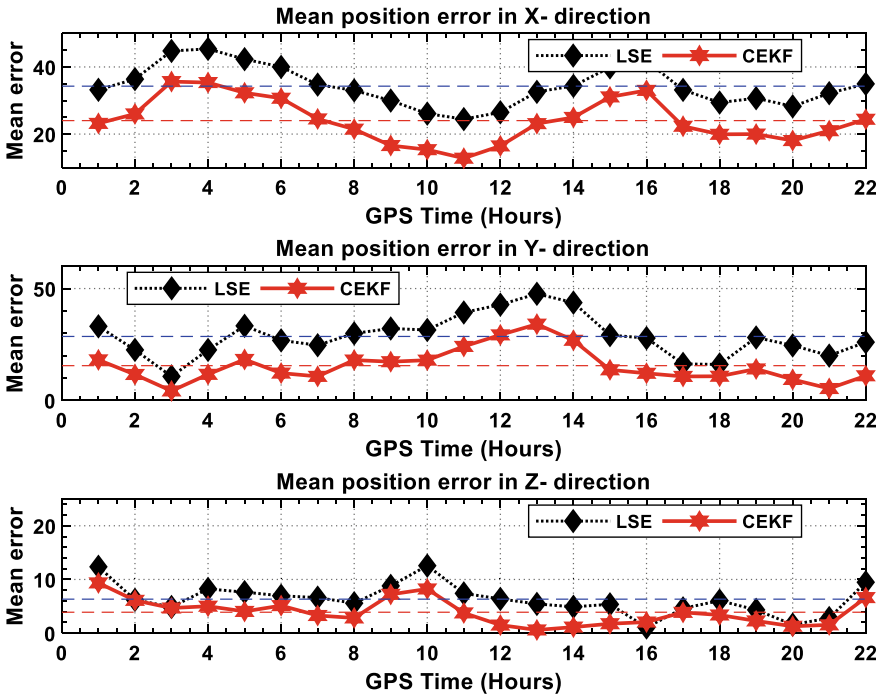 Mean position error in X- direction
LSE CEKF
Mean error
40
20
0 2 4 6 8 10 12 14 16 18 20 22
GPS Time (Hours)
Mean position error in Y- direction
LSE CEKF
Mean error
50
0
0 2 4 6 8 10 12 14 16 18 20 22
GPS Time (Hours)
Mean position error in Z- direction
LSE CEKF
Mean error
20
10
0
0 2 4 6 8 10 12 14 16 18 20 22
GPS Time (Hours)